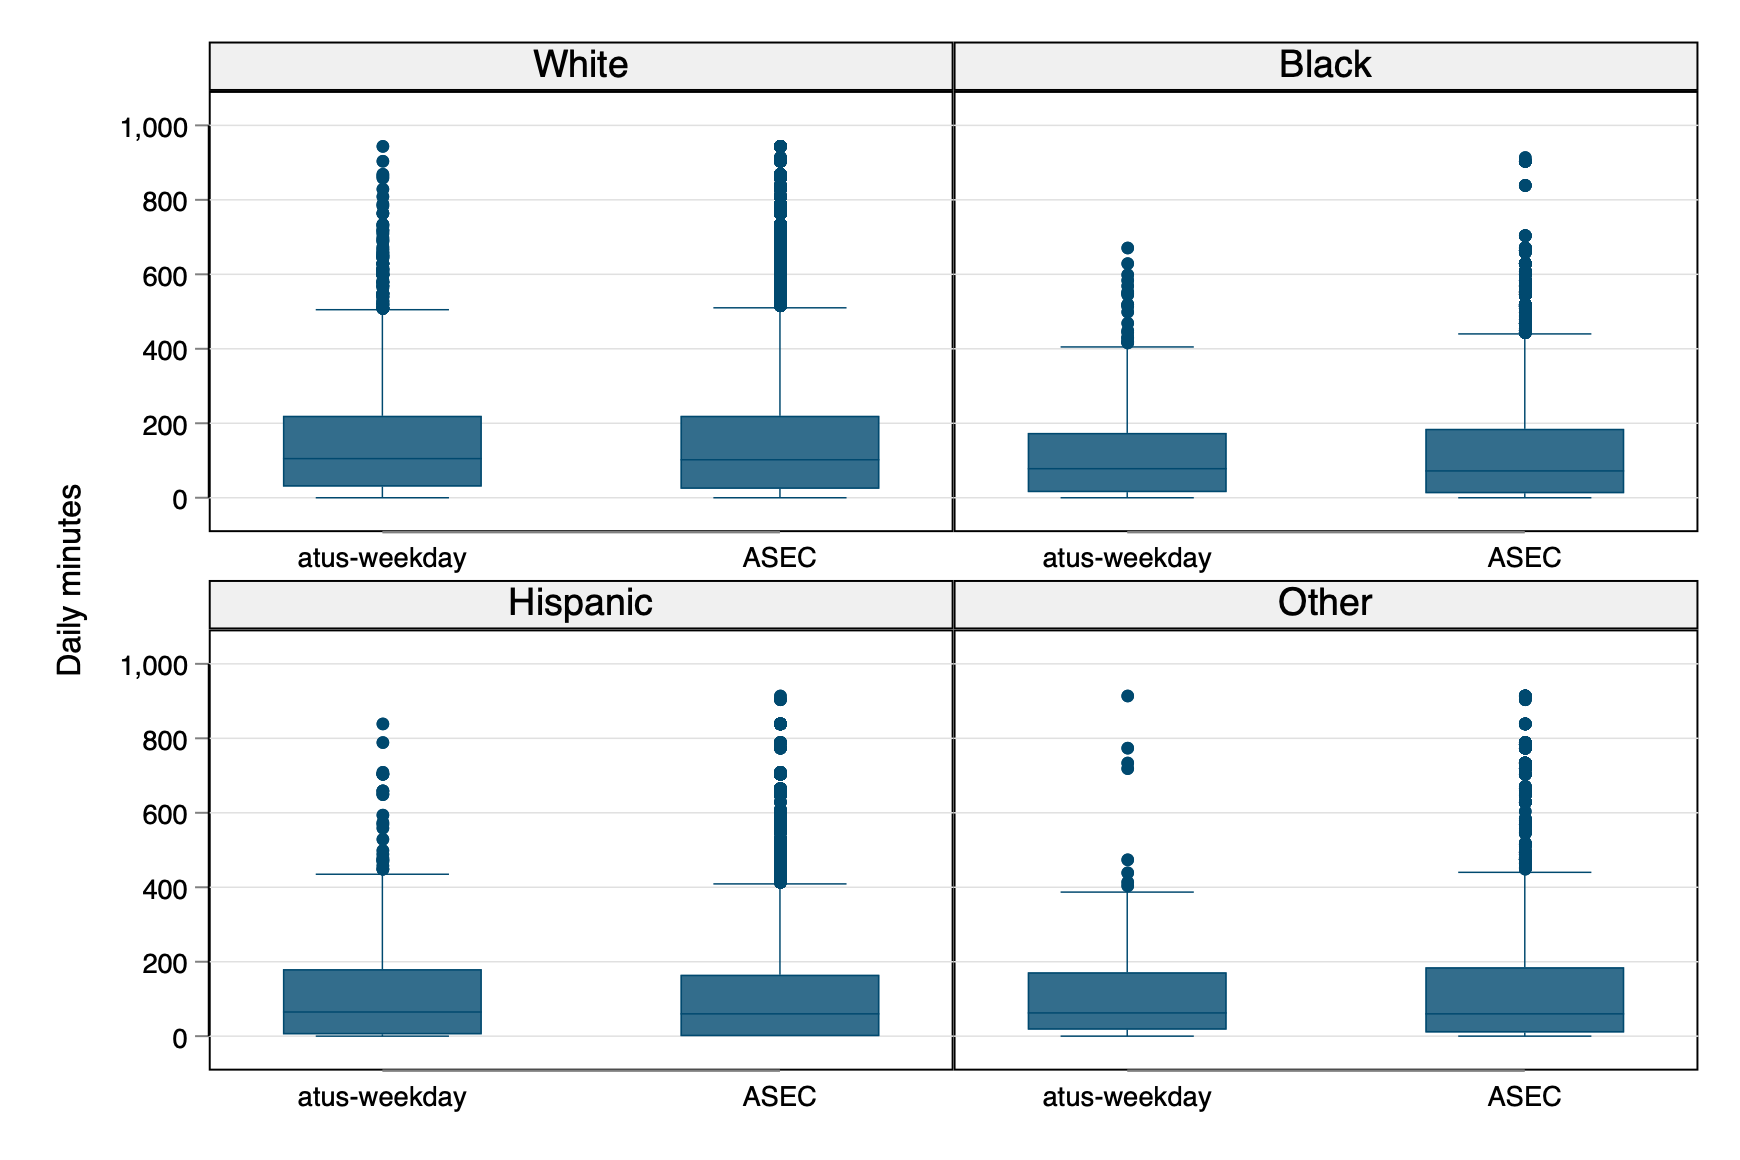 White
Black
1,000
800
600
400
200
0
atus-weekday
ASEC
atus-weekday
ASEC
Daily minutes
Hispanic
Other
1,000
800
600
400
200
0
atus-weekday
ASEC
atus-weekday
ASEC